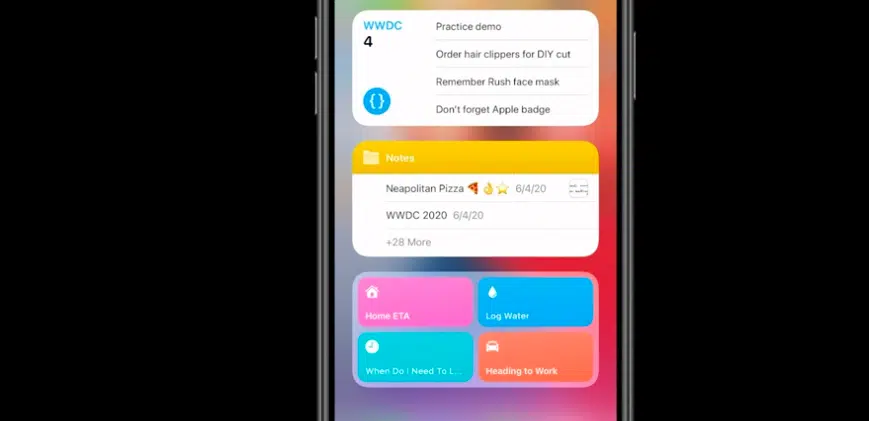 WWDC
4
{}
Practice demo
Order hair clippers for DIY cut
Remember Rush face mask
Don't forget Apple badge
Notes
Neapolitan Pizza 🍕👌⭐ 6/4/20
WWDC 2020 6/4/20
+28 More
Home ETA
Log Water
When Do I Need To L...
Heading to Work